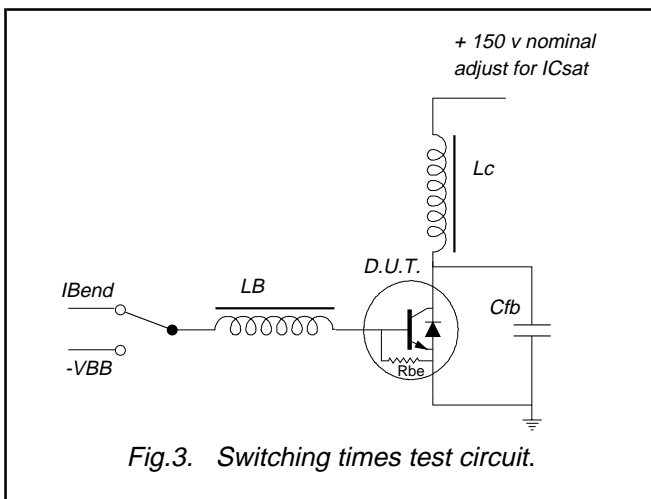 + 150 v nominal
adjust for ICsat
Lc
D.U.T.
LB
IBend
Cfb
-VBB
Rbe
Fig.3. Switching times test circuit.